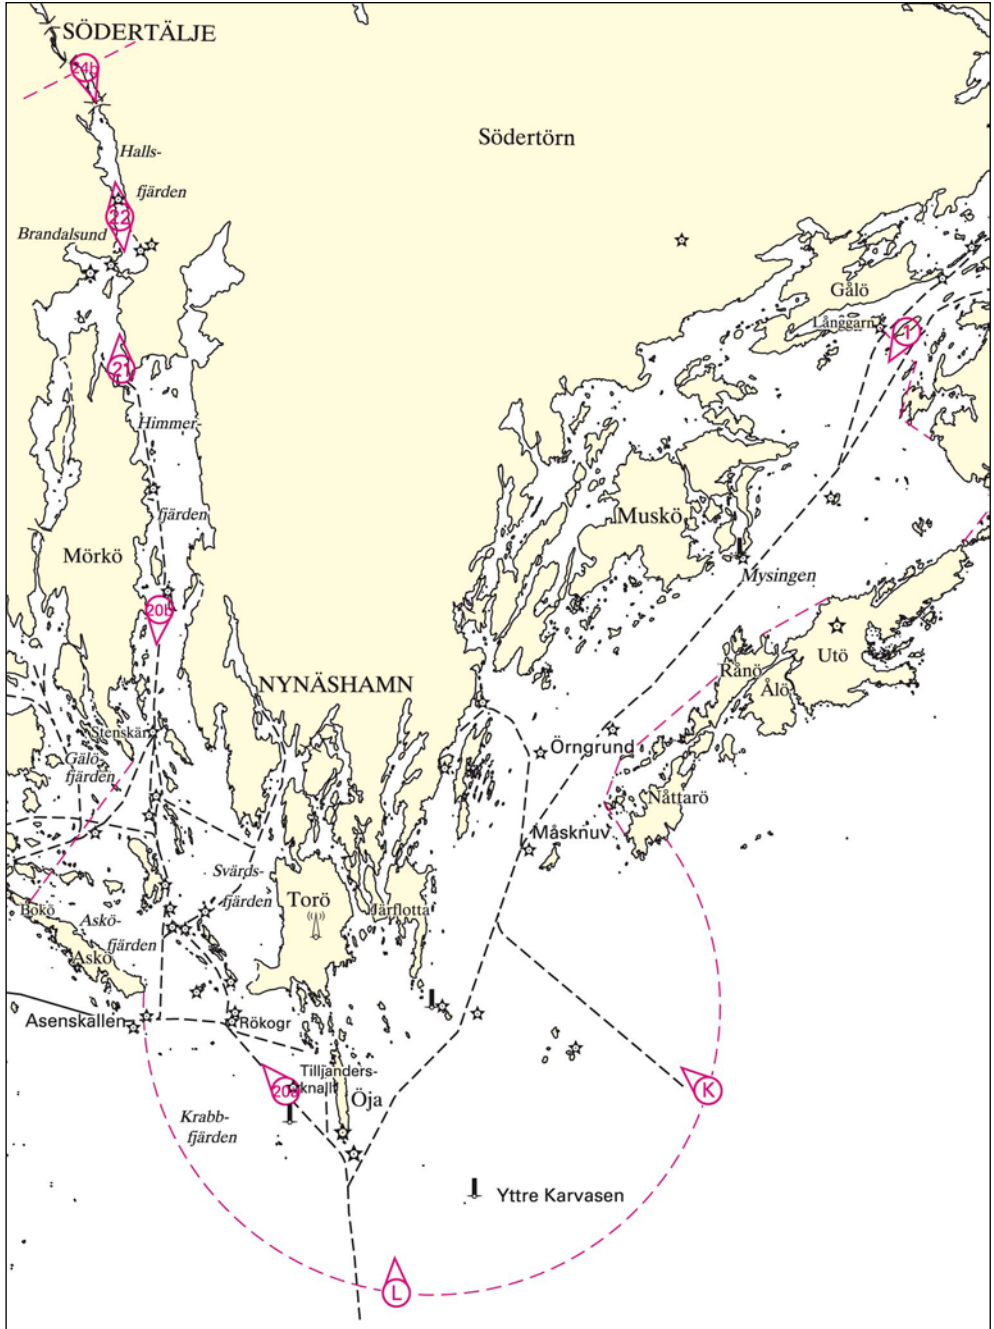 SÖDERTÄLJE
24b
Södertörn
Halls-
fjärden
22
Brandalsund
Gålö
Långgarn
1
21
Himmer-
fjärden
Muskö
Mörkö
Mysingen
20b
Utö
Rånö
Ålö
NYNÄSHAMN
Stenskär
Örngrund
Gälö-
fjärden
Nåttarö
Måsknuv
Svärds-
fjärden
Torö
Järflotta
Bokö
Askö-
fjärden
Askö
Asenskallen
Rökogr
Tilljanders-
knall
20a
Öja
K
Krabb-
fjärden
Yttre Karvasen
L